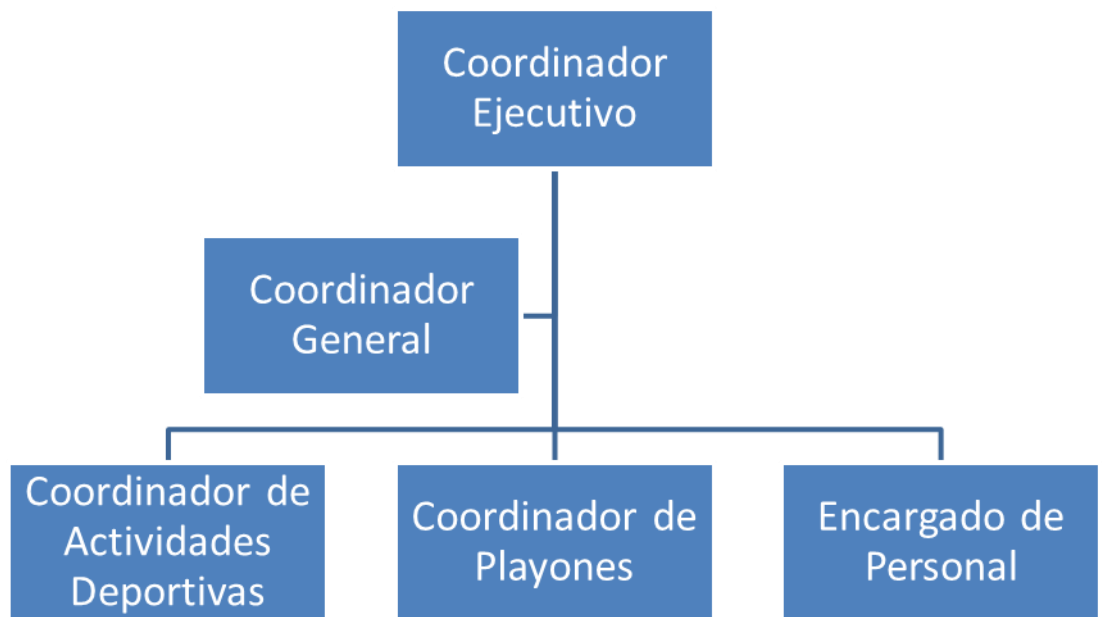 Coordinador
Ejecutivo
Coordinador
General
Coordinador de
Actividades
Deportivas
Coordinador de
Playones
Encargado de
Personal